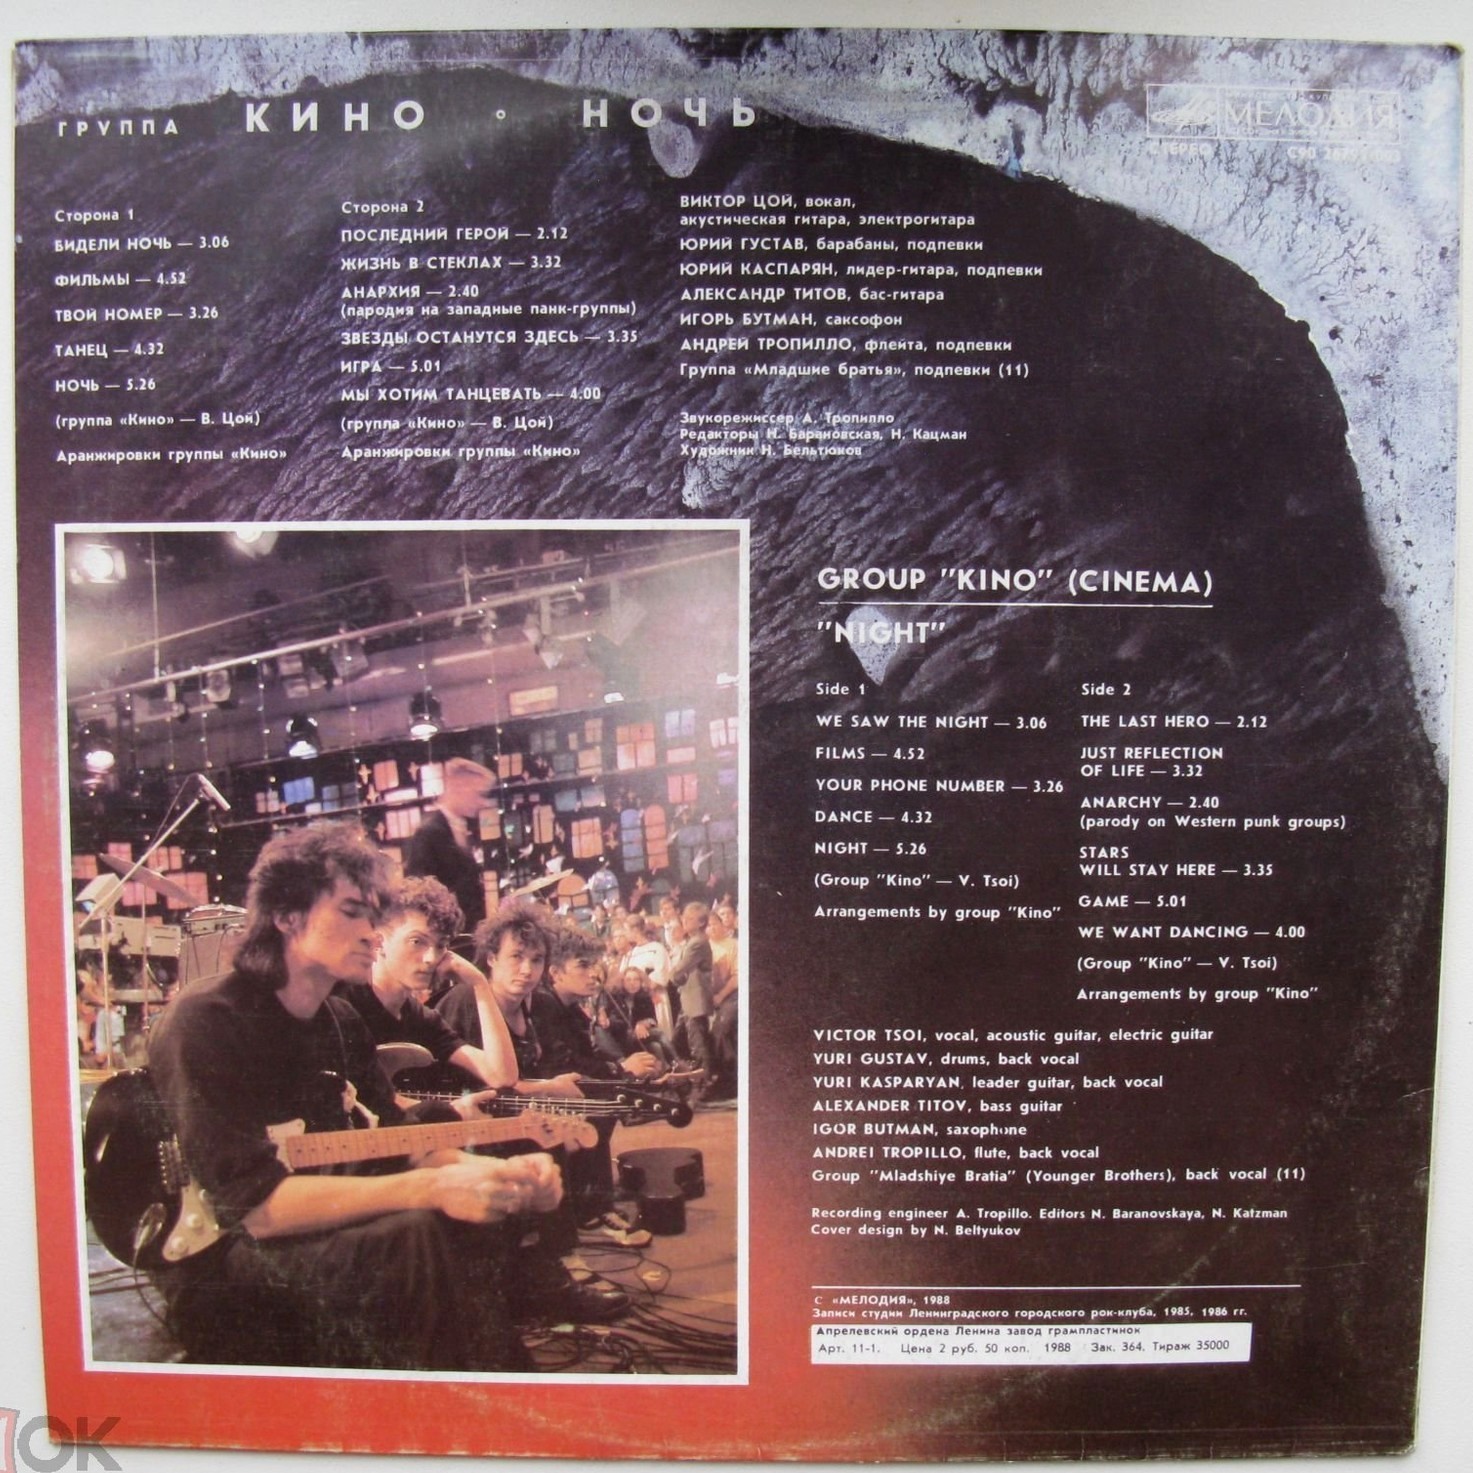 ГРУППА КИНО ° НОЧЬ
МЕЛОДИЯ
СТЕРЕО
Сторона 1
ВИДЕЛИ НОЧЬ — 3.06
ФИЛЬМЫ — 4.52
ТВОЙ НОМЕР — 3.26
ТАНЕЦ — 4.32
НОЧЬ — 5.26
(группа «Кино» — В. Цой)
Аранжировки группы «Кино»
Сторона 2
ПОСЛЕДНИЙ ГЕРОЙ — 2.12
ЖИЗНЬ В СТЕКЛАХ — 3.32
АНАРХИЯ — 2.40
(пародия на западные панк-группы)
ЗВЕЗДЫ ОСТАНУТСЯ ЗДЕСЬ — 3.35
ИГРА — 5.01
МЫ ХОТИМ ТАНЦЕВАТЬ — 4.00
(группа «Кино» — В. Цой)
Аранжировки группы «Кино»
ВИКТОР ЦОЙ, вокал,
акустическая гитара, электрогитара
ЮРИЙ ГУСТАВ, барабаны, подпевки
ЮРИЙ КАСПАРЯН, лидер-гитара, подпевки
АЛЕКСАНДР ТИТОВ, бас-гитара
ИГОРЬ БУТМАН, саксофон
АНДРЕЙ ТРОПИЛЛО, флейта, подпевки
Группа «Младшие братья», подпевки (11)
Звукорежиссер А. Тропилло
Редакторы Н. Барановская, Н. Кацман
Художник Н. Бельтюков
GROUP "KINO" (CINEMA)
"NIGHT"
Side 1
WE SAW THE NIGHT — 3.06
FILMS — 4.52
YOUR PHONE NUMBER — 3.26
DANCE — 4.32
NIGHT — 5.26
(Group "Kino" — V. Tsoi)
Arrangements by group "Kino"
Side 2
THE LAST HERO — 2.12
JUST REFLECTION
OF LIFE — 3.32
ANARCHY — 2.40
(parody on Western punk groups)
STARS
WILL STAY HERE — 3.35
GAME — 5.01
WE WANT DANCING — 4.00
(Group "Kino" — V. Tsoi)
Arrangements by group "Kino"
VICTOR TSOI, vocal, acoustic guitar, electric guitar
YURI GUSTAV, drums, back vocal
YURI KASPARYAN, leader guitar, back vocal
ALEXANDER TITOV, bass guitar
IGOR BUTMAN, saxophone
ANDREI TROPILLO, flute, back vocal
Group "Mladshiye Bratia" (Younger Brothers), back vocal (11)
Recording engineer A. Tropillo. Editors N. Baranovskaya, N. Katzman
Cover design by N. Beltyukov
С «МЕЛОДИЯ», 1988
Записи студии Ленинградского городского рок-клуба, 1985, 1986 гг.
Апрелевский ордена Ленина завод грампластинок
Арт. 11-1. Цена 2 руб. 50 коп. 1988 Зак. 364. Тираж 35000
ОК